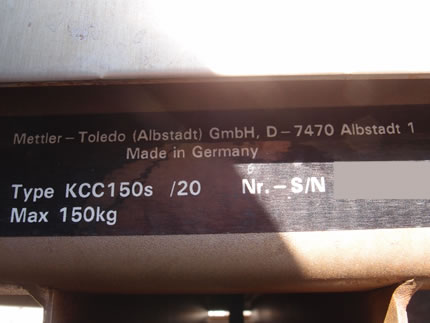 Mettler-Toledo (Albstadt) GmbH, D-7470 Albstadt 1
Made in Germany
Type KCC150s /20 Nr.-S/N
Max 150kg